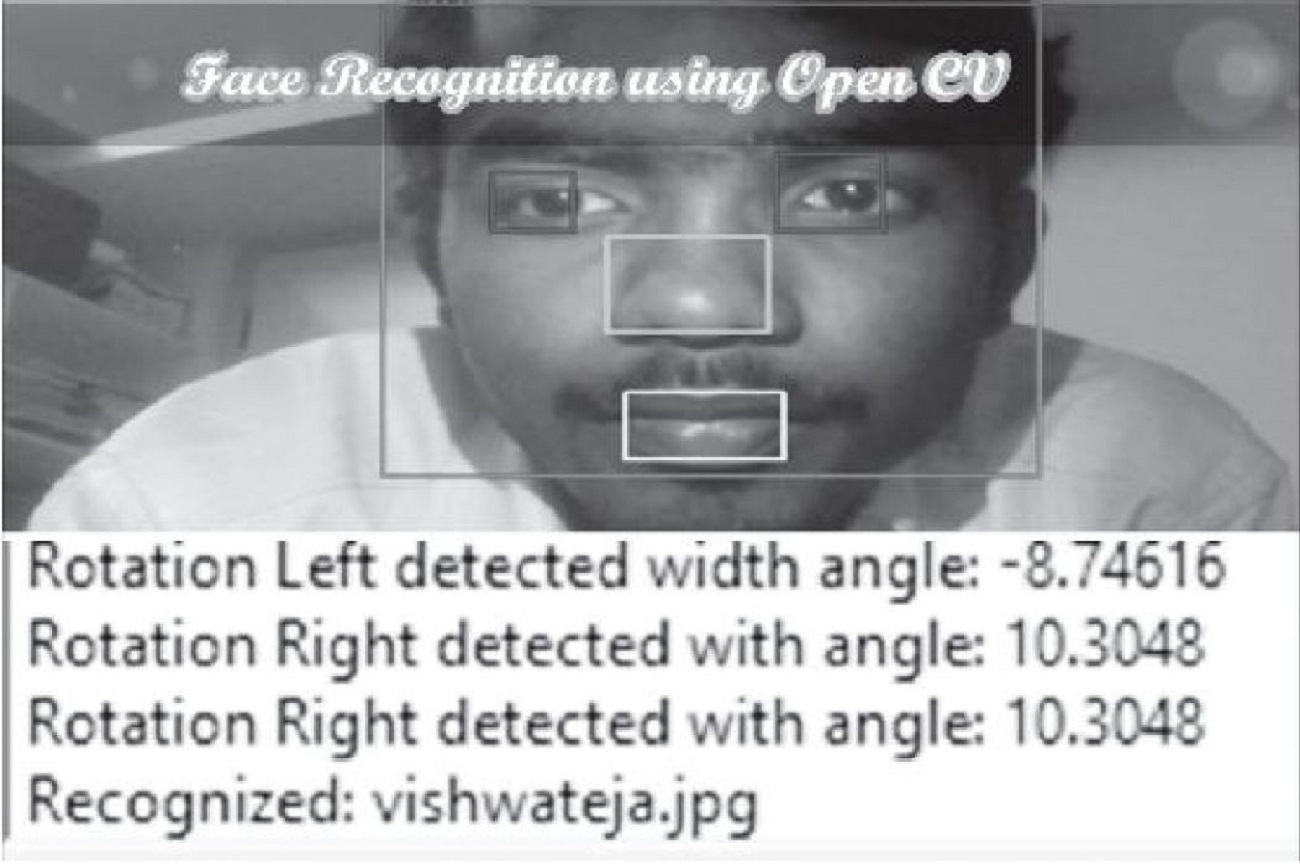 Face Recognition using Open CV
Rotation Left detected width angle: -8.74616
Rotation Right detected with angle: 10.3048
Rotation Right detected with angle: 10.3048
Recognized: vishwateja.jpg